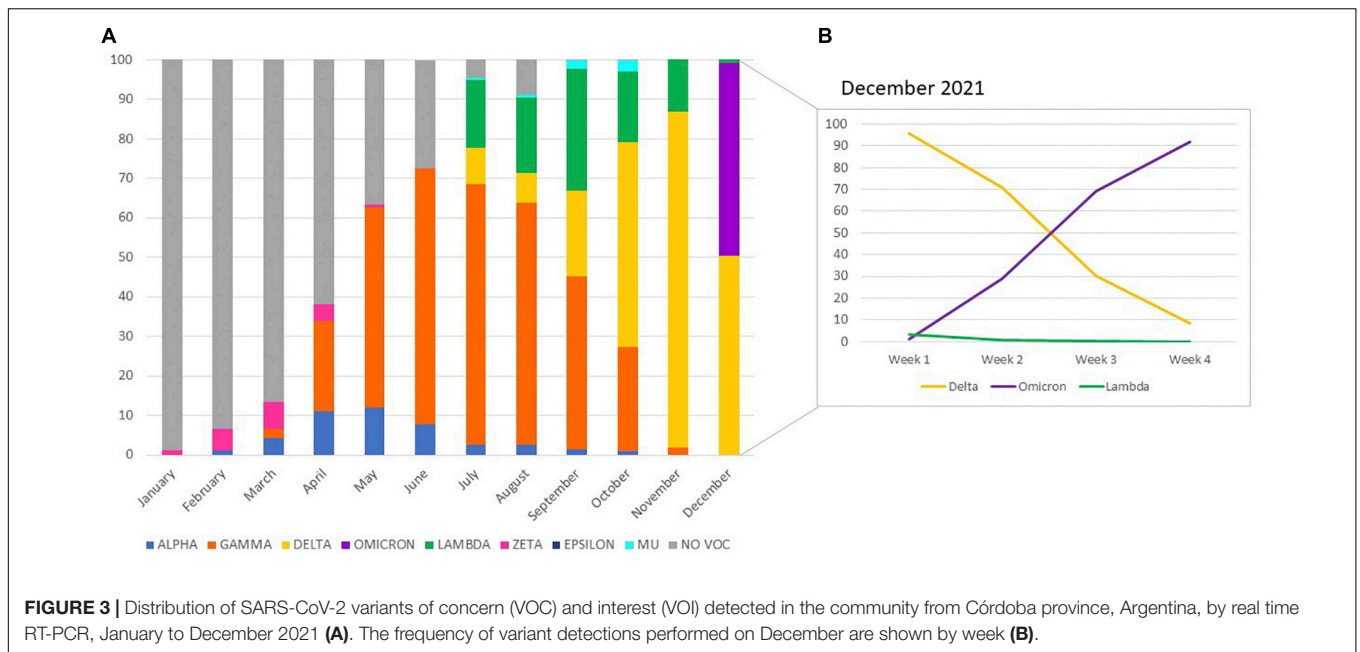 A
B
100
90
80
70
60
50
40
30
20
10
0
January
February
March
April
May
June
July
August
September
October
November
December
ALPHA GAMMA DELTA OMICRON LAMBDA ZETA EPSILON MU NO VOC
December 2021
100
90
80
70
60
50
40
30
20
10
0
Week 1 Week 2 Week 3 Week 4
Delta Omicron Lambda
FIGURE 3 | Distribution of SARS-CoV-2 variants of concern (VOC) and interest (VOI) detected in the community from Córdoba province, Argentina, by real time
RT-PCR, January to December 2021 (A). The frequency of variant detections performed on December are shown by week (B).